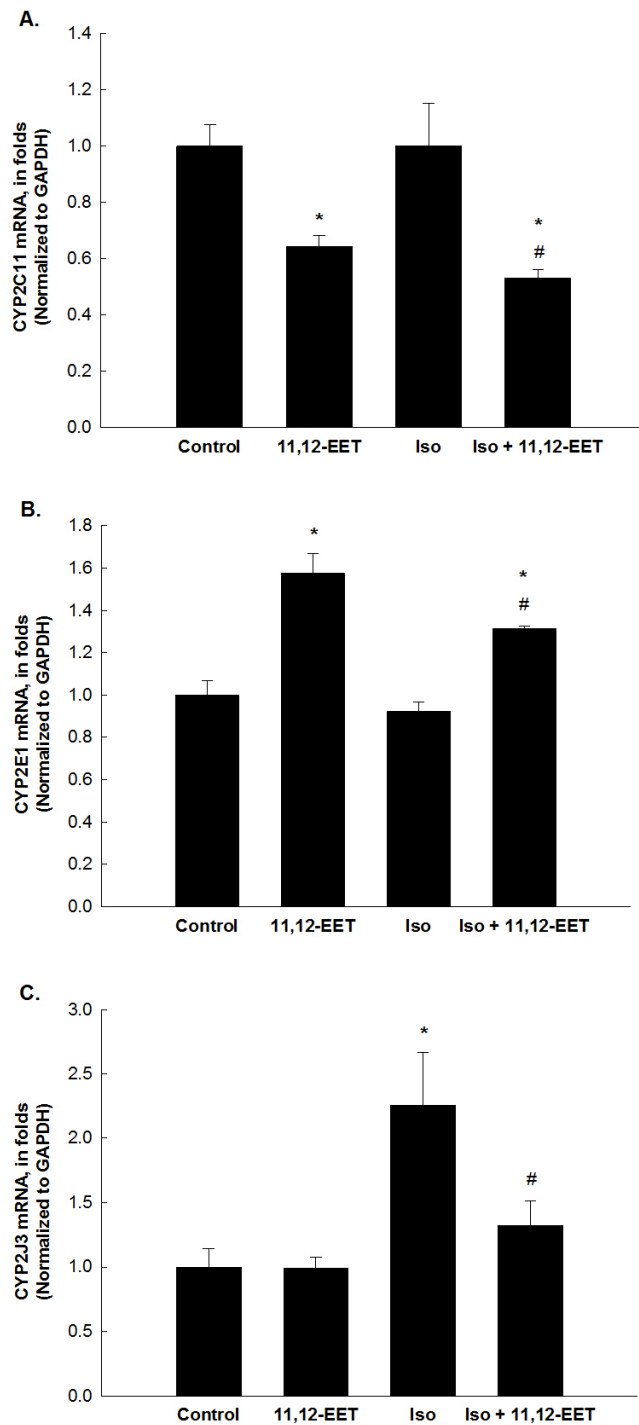 A.
CYP2C11 mRNA, in folds
(Normalized to GAPDH)
1.4
1.2
1.0
0.8
0.6
0.4
0.2
0.0
*
*
#
Control 11,12-EET Iso Iso + 11,12-EET
B.
CYP2E1 mRNA, in folds
(Normalized to GAPDH)
1.8
1.6
1.4
1.2
1.0
0.8
0.6
0.4
0.2
0.0
*
*
#
Control 11,12-EET Iso Iso + 11,12-EET
C.
CYP2J3 mRNA, in folds
(Normalized to GAPDH)
3.0
2.5
2.0
1.5
1.0
0.5
0.0
*
#
Control 11,12-EET Iso Iso + 11,12-EET